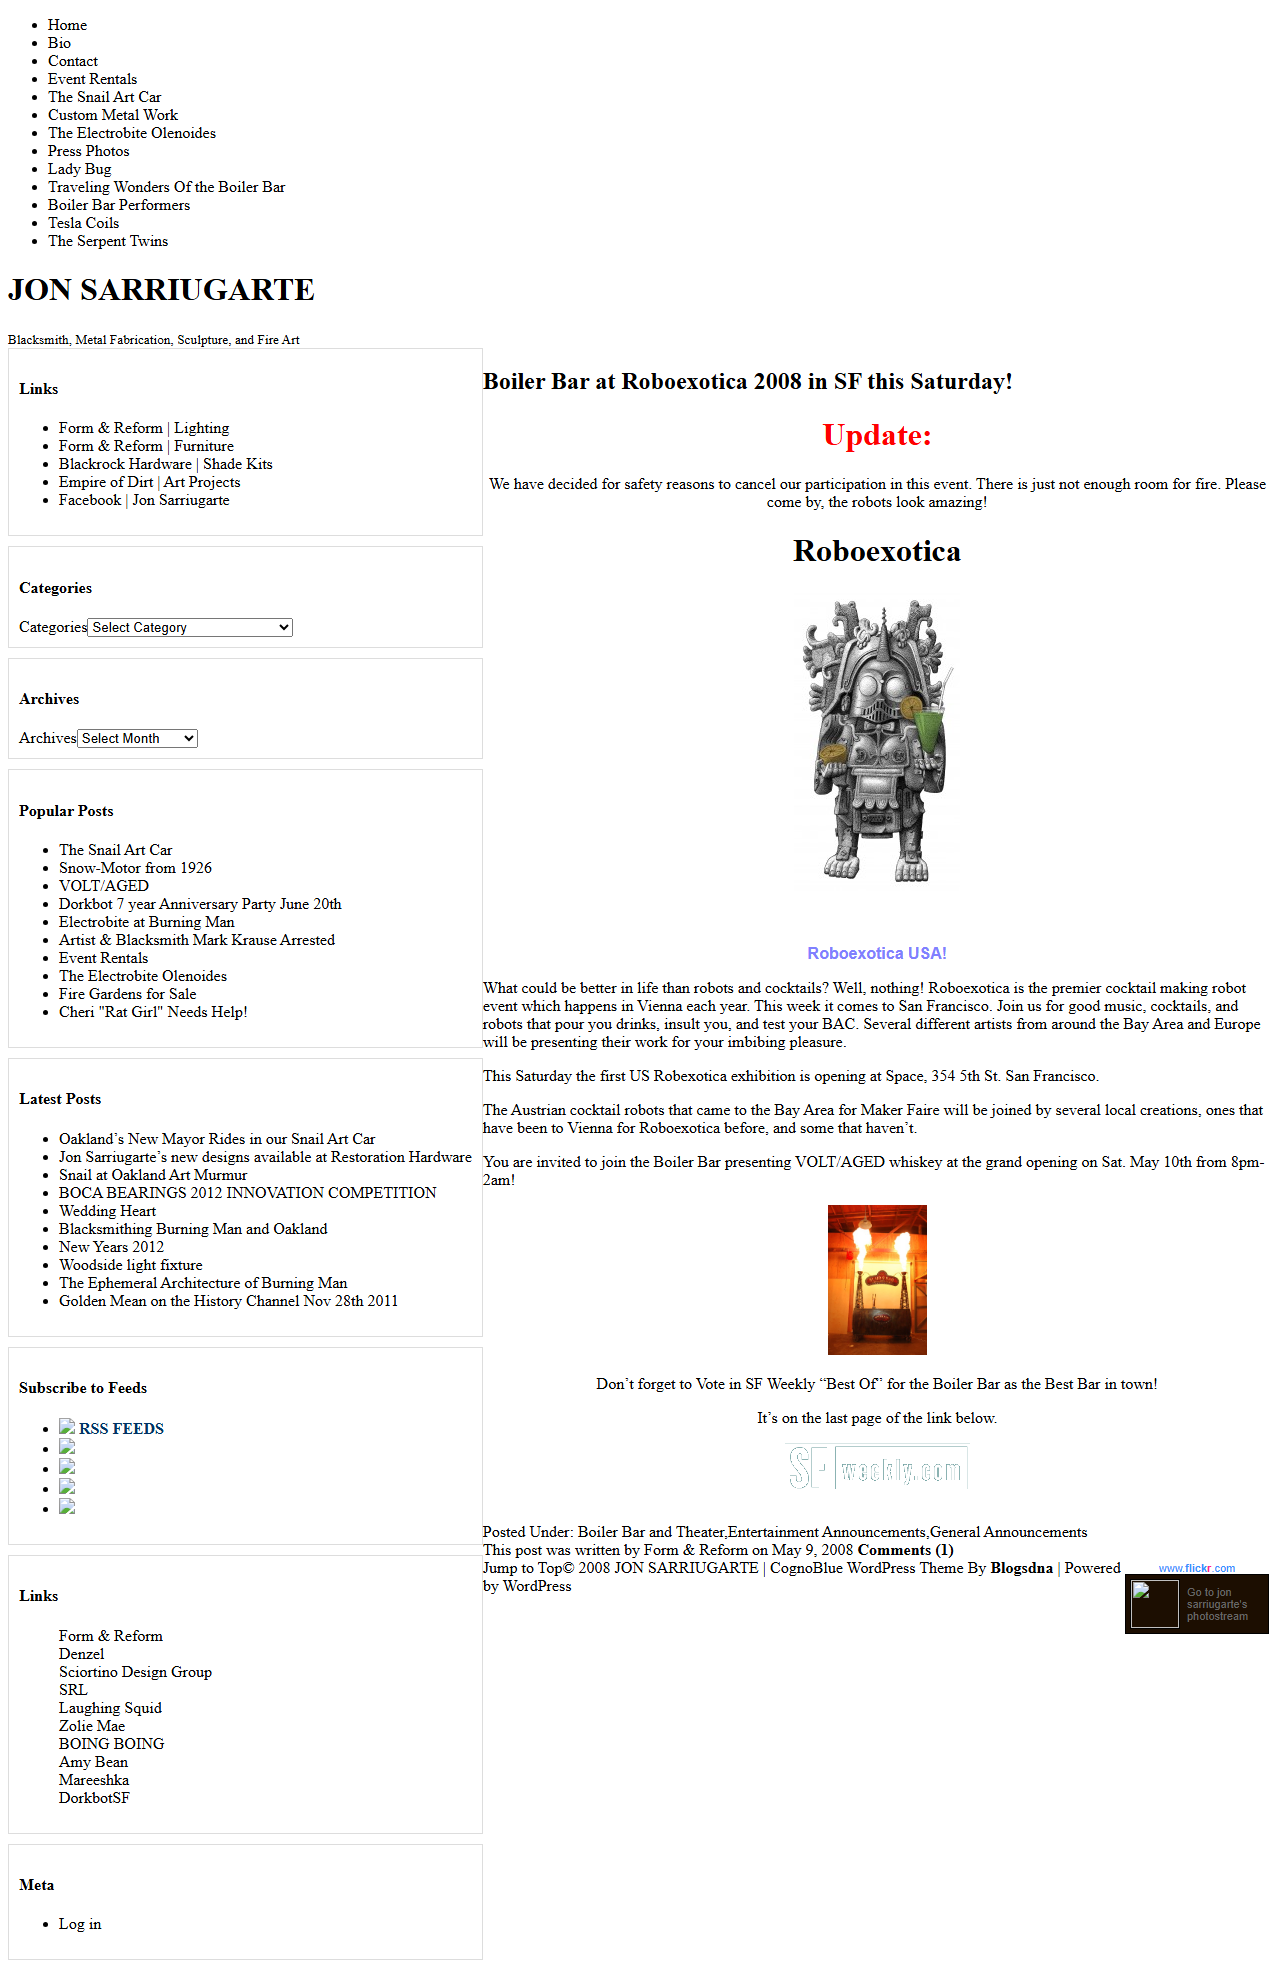 Home
Bio
Contact
Event Rentals
The Snail Art Car
Custom Metal Work
The Electrobite Olenoides
Press Photos
Lady Bug
Traveling Wonders Of the Boiler Bar
Boiler Bar Performers
Tesla Coils
The Serpent Twins
JON SARRIUGARTE
Blacksmith, Metal Fabrication, Sculpture, and Fire Art
Links
Form & Reform | Lighting
Form & Reform | Furniture
Blackrock Hardware | Shade Kits
Empire of Dirt | Art Projects
Facebook | Jon Sarriugarte
Categories
Categories Select Category
Archives
Archives Select Month
Popular Posts
The Snail Art Car
Snow-Motor from 1926
VOLT/AGED
Dorkbot 7 year Anniversary Party June 20th
Electrobite at Burning Man
Artist & Blacksmith Mark Krause Arrested
Event Rentals
The Electrobite Olenoides
Fire Gardens for Sale
Cheri "Rat Girl" Needs Help!
Latest Posts
Oakland’s New Mayor Rides in our Snail Art Car
Jon Sarriugarte’s new designs available at Restoration Hardware
Snail at Oakland Art Murmur
BOCA BEARINGS 2012 INNOVATION COMPETITION
Wedding Heart
Blacksmithing Burning Man and Oakland
New Years 2012
Woodside light fixture
The Ephemeral Architecture of Burning Man
Golden Mean on the History Channel Nov 28th 2011
Subscribe to Feeds
RSS FEEDS
Links
Form & Reform
Denzel
Sciortino Design Group
SRL
Laughing Squid
Zolie Mae
BOING BOING
Amy Bean
Mareeshka
DorkbotSF
Meta
Log in
Boiler Bar at Roboexotica 2008 in SF this Saturday!
Update:
We have decided for safety reasons to cancel our participation in this event. There is just not enough room for fire. Please
come by, the robots look amazing!
Roboexotica
Roboexotica USA!
What could be better in life than robots and cocktails? Well, nothing! Roboexotica is the premier cocktail making robot
event which happens in Vienna each year. This week it comes to San Francisco. Join us for good music, cocktails, and
robots that pour you drinks, insult you, and test your BAC. Several different artists from around the Bay Area and Europe
will be presenting their work for your imbibing pleasure.
This Saturday the first US Robexotica exhibition is opening at Space, 354 5th St. San Francisco.
The Austrian cocktail robots that came to the Bay Area for Maker Faire will be joined by several local creations, ones that
have been to Vienna for Roboexotica before, and some that haven’t.
You are invited to join the Boiler Bar presenting VOLT/AGED whiskey at the grand opening on Sat. May 10th from 8pm-
2am!
Don’t forget to Vote in SF Weekly “Best Of” for the Boiler Bar as the Best Bar in town!
It’s on the last page of the link below.
SF weekly.com
Posted Under: Boiler Bar and Theater,Entertainment Announcements,General Announcements
This post was written by Form & Reform on May 9, 2008 Comments (1)
Jump to Top© 2008 JON SARRIUGARTE | CognoBlue WordPress Theme By Blogsdna | Powered
by WordPress
www.flickr.com
Go to jon
sarriugarte's
photostream